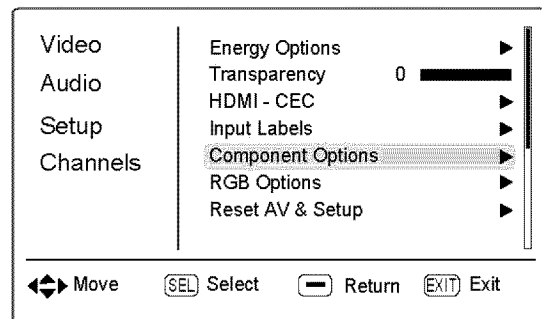 Video
Audio
Setup
Channels
Energy Options
Transparency 0
HDMI - CEC
Input Labels
Component Options
RGB Options
Reset AV & Setup
Move SEL Select Return EXIT Exit